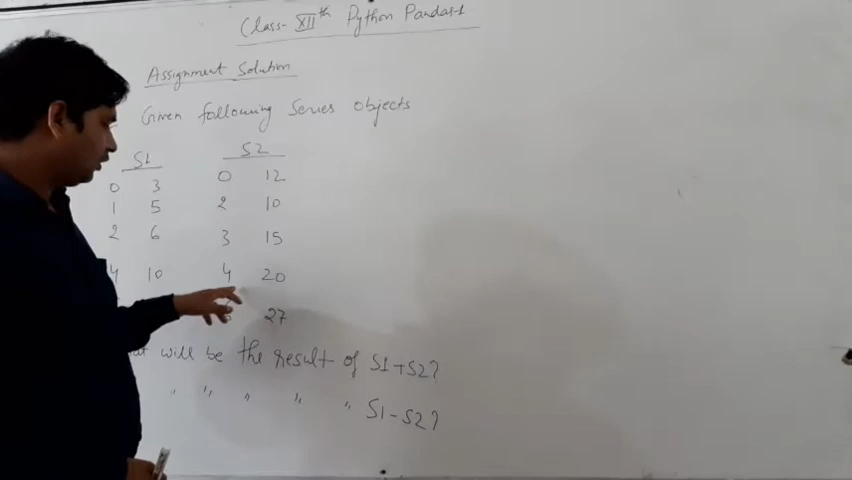 Class- XIIth Python Pandas-1
Assignment Solution
Given following Series objects
S1 S2
0 3 0 12
1 5 2 10
2 6 3 15
4 10 4 20
27
will be the result of S1+S2?
" " " " " S1-S2?